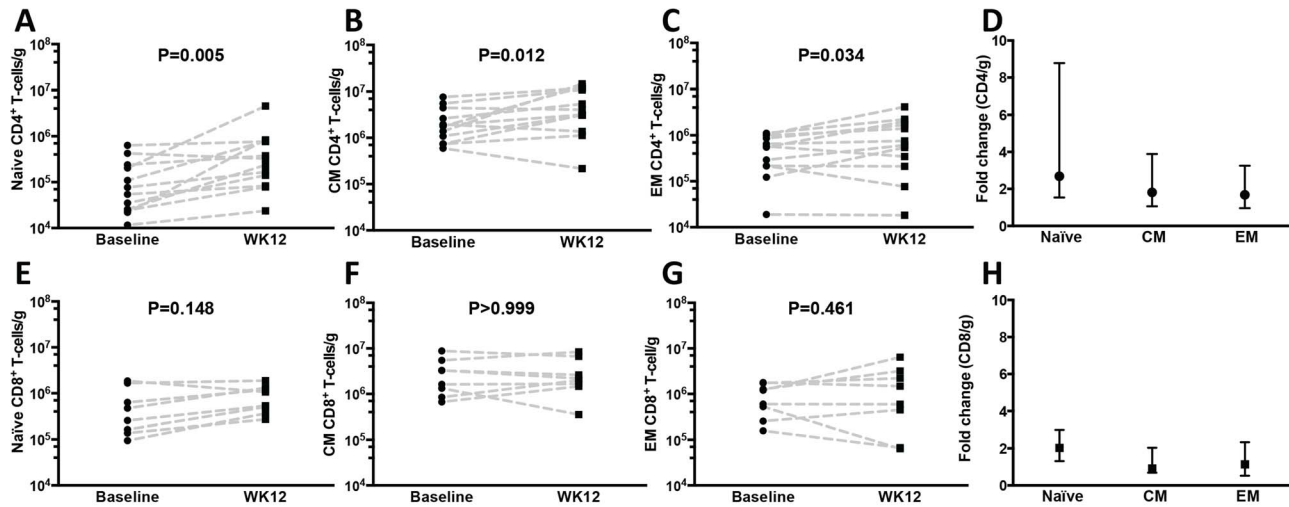 A
Naive CD4⁺ T-cells/g
10⁸
10⁷
10⁶
10⁵
10⁴
P=0.005
Baseline
WK12
B
CM CD4⁺ T-cells/g
10⁸
10⁷
10⁶
10⁵
10⁴
P=0.012
Baseline
WK12
C
EM CD4⁺ T-cells/g
10⁸
10⁷
10⁶
10⁵
10⁴
P=0.034
Baseline
WK12
D
Fold change (CD4/g)
10
8
6
4
2
0
Naïve
CM
EM
E
Naïve CD8⁺ T-cells/g
10⁸
10⁷
10⁶
10⁵
10⁴
P=0.148
Baseline
WK12
F
CM CD8⁺ T-cells/g
10⁸
10⁷
10⁶
10⁵
10⁴
P>0.999
Baseline
WK12
G
EM CD8⁺ T-cell/g
10⁸
10⁷
10⁶
10⁵
10⁴
P=0.461
Baseline
WK12
H
Fold change (CD8/g)
10
8
6
4
2
0
Naïve
CM
EM